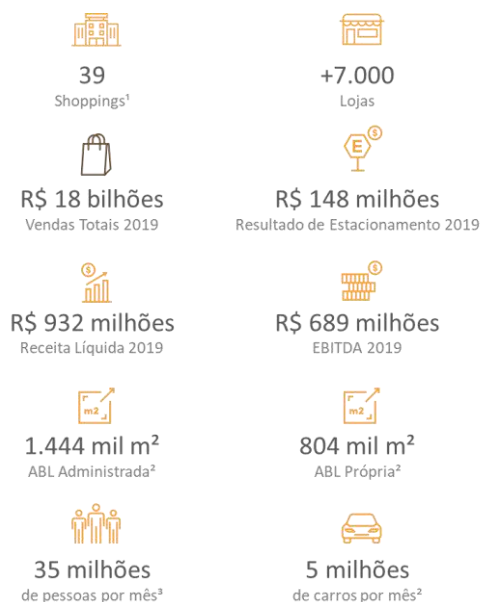 39
Shoppings¹
+7.000
Lojas
R$ 18 bilhões
Vendas Totais 2019
E
$
R$ 148 milhões
Resultado de Estacionamento 2019
$
R$ 932 milhões
Receita Líquida 2019
$
R$ 689 milhões
EBITDA 2019
m2
1.444 mil m²
ABL Administrada²
m2
804 mil m²
ABL Própria²
35 milhões
de pessoas por mês³
5 milhões
de carros por mês²